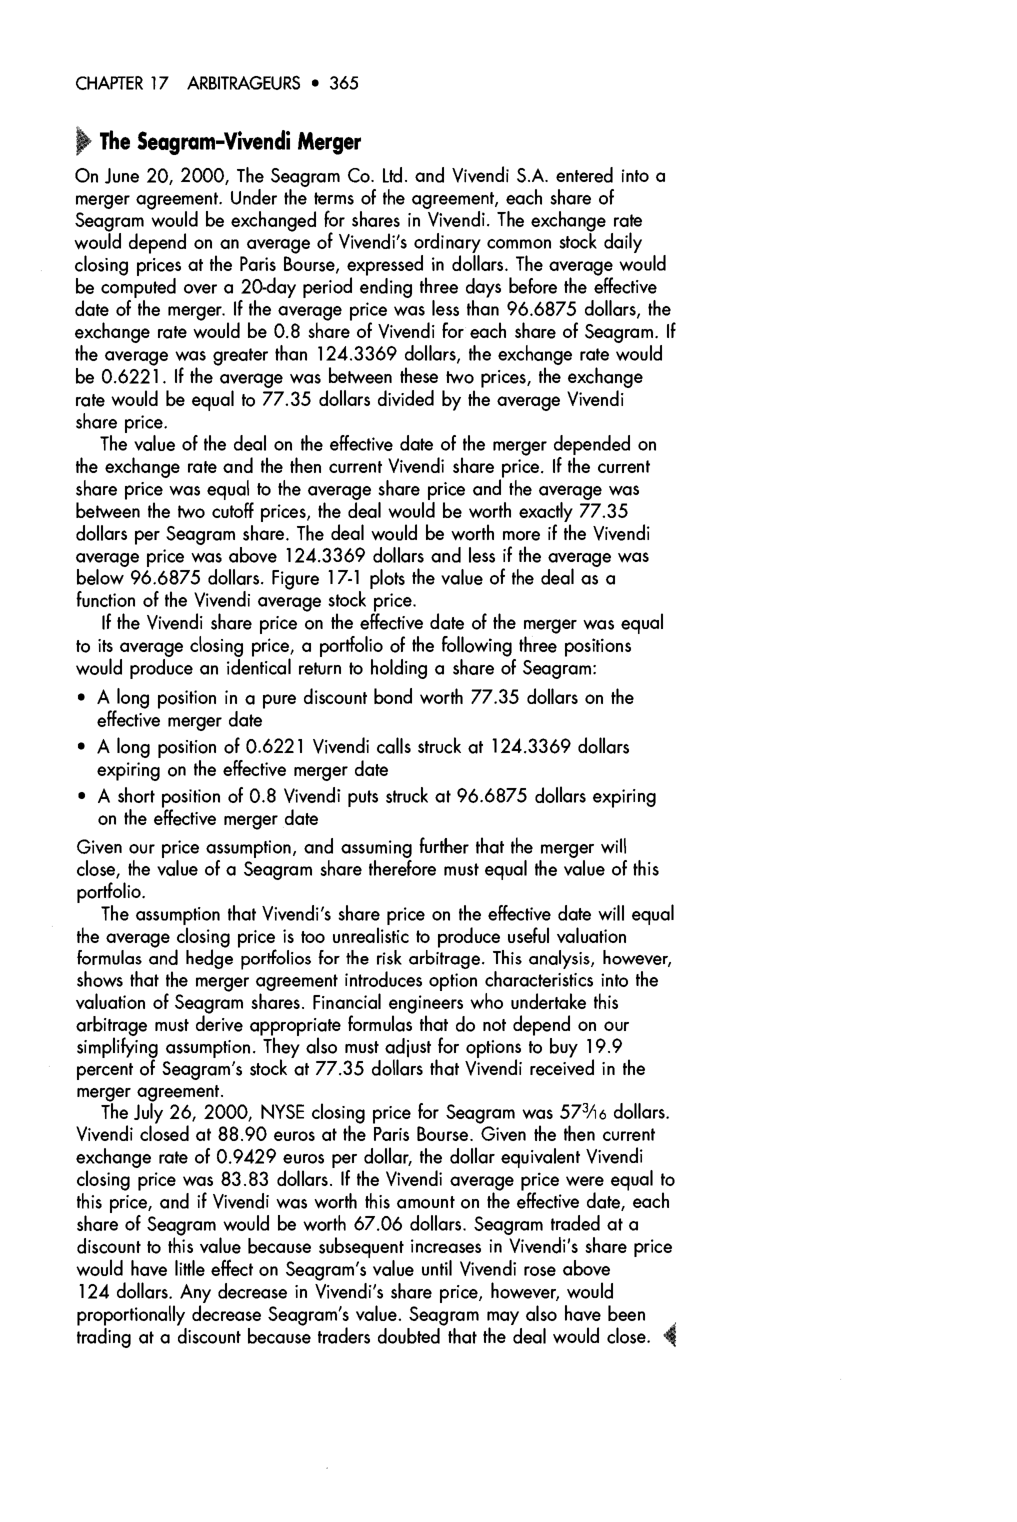 CHAPTER 17 ARBITRAGEURS • 365
The Seagram–Vivendi Merger
On June 20, 2000, The Seagram Co. Ltd. and Vivendi S.A. entered into a
merger agreement. Under the terms of the agreement, each share of
Seagram would be exchanged for shares in Vivendi. The exchange rate
would depend on an average of Vivendi's ordinary common stock daily
closing prices at the Paris Bourse, expressed in dollars. The average would
be computed over a 20-day period ending three days before the effective
date of the merger. If the average price was less than 96.6875 dollars, the
exchange rate would be 0.8 share of Vivendi for each share of Seagram. If
the average was greater than 124.3369 dollars, the exchange rate would
be 0.6221. If the average was between these two prices, the exchange
rate would be equal to 77.35 dollars divided by the average Vivendi
share price.
The value of the deal on the effective date of the merger depended on
the exchange rate and the then current Vivendi share price. If the current
share price was equal to the average share price and the average was
between the two cutoff prices, the deal would be worth exactly 77.35
dollars per Seagram share. The deal would be worth more if the Vivendi
average price was above 124.3369 dollars and less if the average was
below 96.6875 dollars. Figure 17-1 plots the value of the deal as a
function of the Vivendi average stock price.
If the Vivendi share price on the effective date of the merger was equal
to its average closing price, a portfolio of the following three positions
would produce an identical return to holding a share of Seagram:
• A long position in a pure discount bond worth 77.35 dollars on the
effective merger date
• A long position of 0.6221 Vivendi calls struck at 124.3369 dollars
expiring on the effective merger date
• A short position of 0.8 Vivendi puts struck at 96.6875 dollars expiring
on the effective merger date
Given our price assumption, and assuming further that the merger will
close, the value of a Seagram share therefore must equal the value of this
portfolio.
The assumption that Vivendi's share price on the effective date will equal
the average closing price is too unrealistic to produce useful valuation
formulas and hedge portfolios for the risk arbitrage. This analysis, however,
shows that the merger agreement introduces option characteristics into the
valuation of Seagram shares. Financial engineers who undertake this
arbitrage must derive appropriate formulas that do not depend on our
simplifying assumption. They also must adjust for options to buy 19.9
percent of Seagram's stock at 77.35 dollars that Vivendi received in the
merger agreement.
The July 26, 2000, NYSE closing price for Seagram was 57 3/16 dollars.
Vivendi closed at 88.90 euros at the Paris Bourse. Given the then current
exchange rate of 0.9429 euros per dollar, the dollar equivalent Vivendi
closing price was 83.83 dollars. If the Vivendi average price were equal to
this price, and if Vivendi was worth this amount on the effective date, each
share of Seagram would be worth 67.06 dollars. Seagram traded at a
discount to this value because subsequent increases in Vivendi's share price
would have little effect on Seagram's value until Vivendi rose above
124 dollars. Any decrease in Vivendi's share price, however, would
proportionally decrease Seagram's value. Seagram may also have been
trading at a discount because traders doubted that the deal would close.